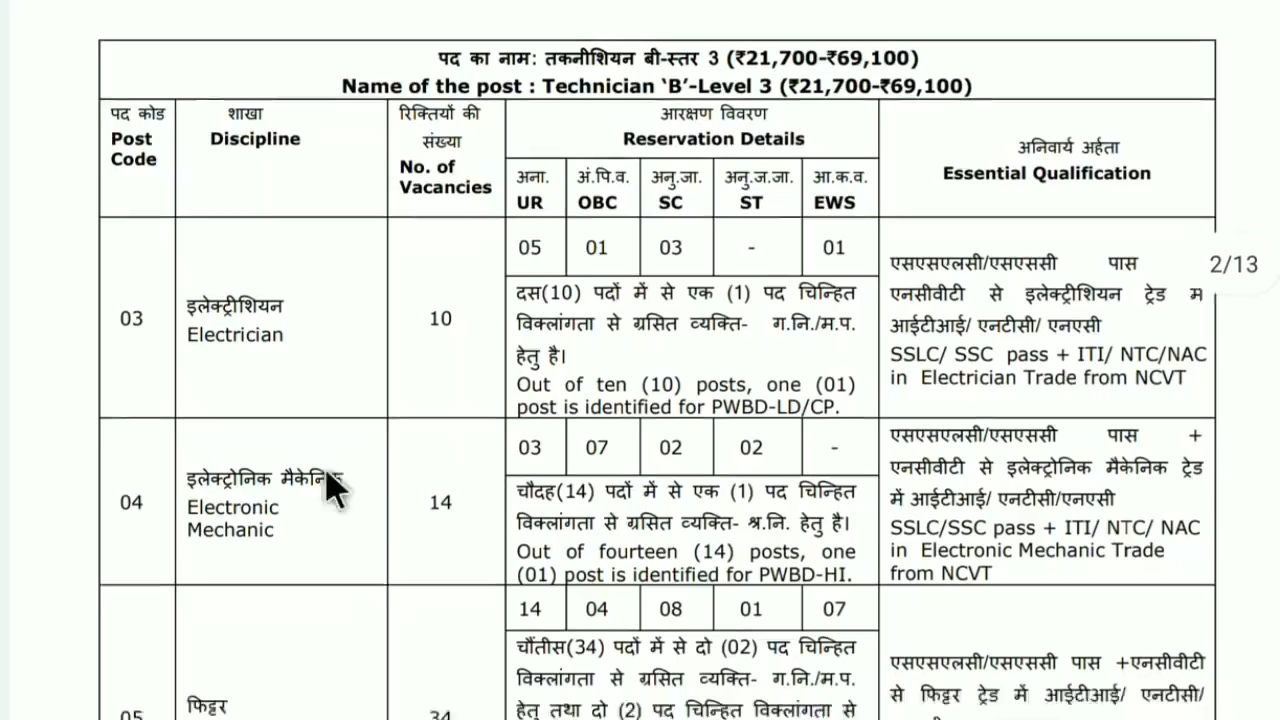 पद का नाम: तकनीशियन बी-स्तर 3 (₹21,700-₹69,100)
Name of the post : Technician ‘B’-Level 3 (₹21,700-₹69,100)
पद कोड
Post
Code
शाखा
Discipline
रिक्तियों की
संख्या
No. of
Vacancies
आरक्षण विवरण
Reservation Details
अना.
UR
अं.पि.व.
OBC
अनु.जा.
SC
अनु.ज.जा.
ST
आ.क.व.
EWS
अनिवार्य अर्हता
Essential Qualification
03
इलेक्ट्रीशियन
Electrician
10
05 01 03 - 01
दस(10) पदों में से एक (1) पद चिन्हित
विक्लांगता से ग्रसित व्यक्ति- ग.नि./म.प.
हेतु है।
Out of ten (10) posts, one (01)
post is identified for PWBD-LD/CP.
एसएसएलसी/एसएससी पास
एनसीवीटी से इलेक्ट्रीशियन ट्रेड
आईटीआई/ एनटीसी/ एनएसी
SSLC/ SSC pass + ITI/ NTC/NAC
in Electrician Trade from NCVT
2/13
04
इलेक्ट्रोनिक मैकेनिक
Electronic
Mechanic
14
03 07 02 02 -
चौदह(14) पदों में से एक (1) पद चिन्हित
विक्लांगता से ग्रसित व्यक्ति- श्र.नि. हेतु है।
Out of fourteen (14) posts, one
(01) post is identified for PWBD-HI.
एसएसएलसी/एसएससी पास +
एनसीवीटी से इलेक्ट्रोनिक मैकेनिक ट्रेड
में आईटीआई/ एनटीसी/एनएसी
SSLC/SSC pass + ITI/ NTC/ NAC
in Electronic Mechanic Trade
from NCVT
05
फिट्टर
34
14 04 08 01 07
चौंतीस(34) पदों में से दो (02) पद चिन्हित
विक्लांगता से ग्रसित व्यक्ति- ग.नि./म.प.
हेतु तथा दो (2) पद चिन्हित विक्लांगता से
एसएसएलसी/एसएससी पास +एनसीवीटी
से फिट्टर ट्रेड में आईटीआई/ एनटीसी/